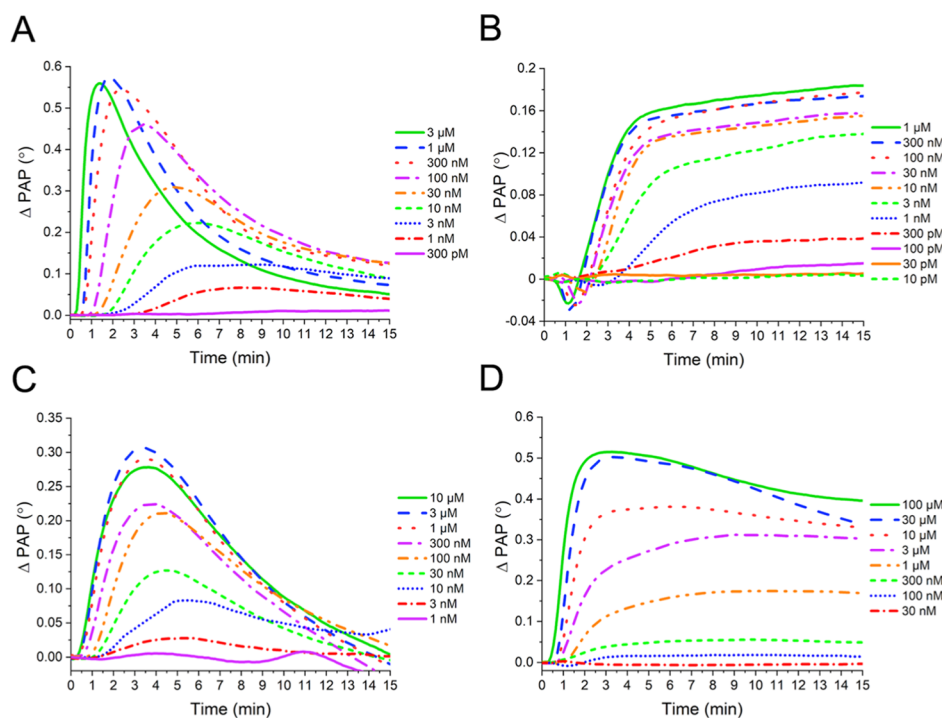 A
Δ PAP (°)
0.6
0.5
0.4
0.3
0.2
0.1
0.0
0 1 2 3 4 5 6 7 8 9 10 11 12 13 14 15
Time (min)
3 µM
1 µM
300 nM
100 nM
30 nM
10 nM
3 nM
1 nM
300 pM
B
Δ PAP (°)
0.2
0.16
0.12
0.08
0.04
0
-0.04
0 1 2 3 4 5 6 7 8 9 10 11 12 13 14 15
Time (min)
1 µM
300 nM
100 nM
30 nM
10 nM
3 nM
1 nM
300 pM
100 pM
30 pM
10 pM
C
Δ PAP (°)
0.35
0.30
0.25
0.20
0.15
0.10
0.05
0.00
0 1 2 3 4 5 6 7 8 9 10 11 12 13 14 15
Time (min)
10 µM
3 µM
1 µM
300 nM
100 nM
30 nM
10 nM
3 nM
1 nM
D
Δ PAP (°)
0.6
0.5
0.4
0.3
0.2
0.1
0.0
0 1 2 3 4 5 6 7 8 9 10 11 12 13 14 15
Time (min)
100 µM
30 µM
10 µM
3 µM
1 µM
300 nM
100 nM
30 nM